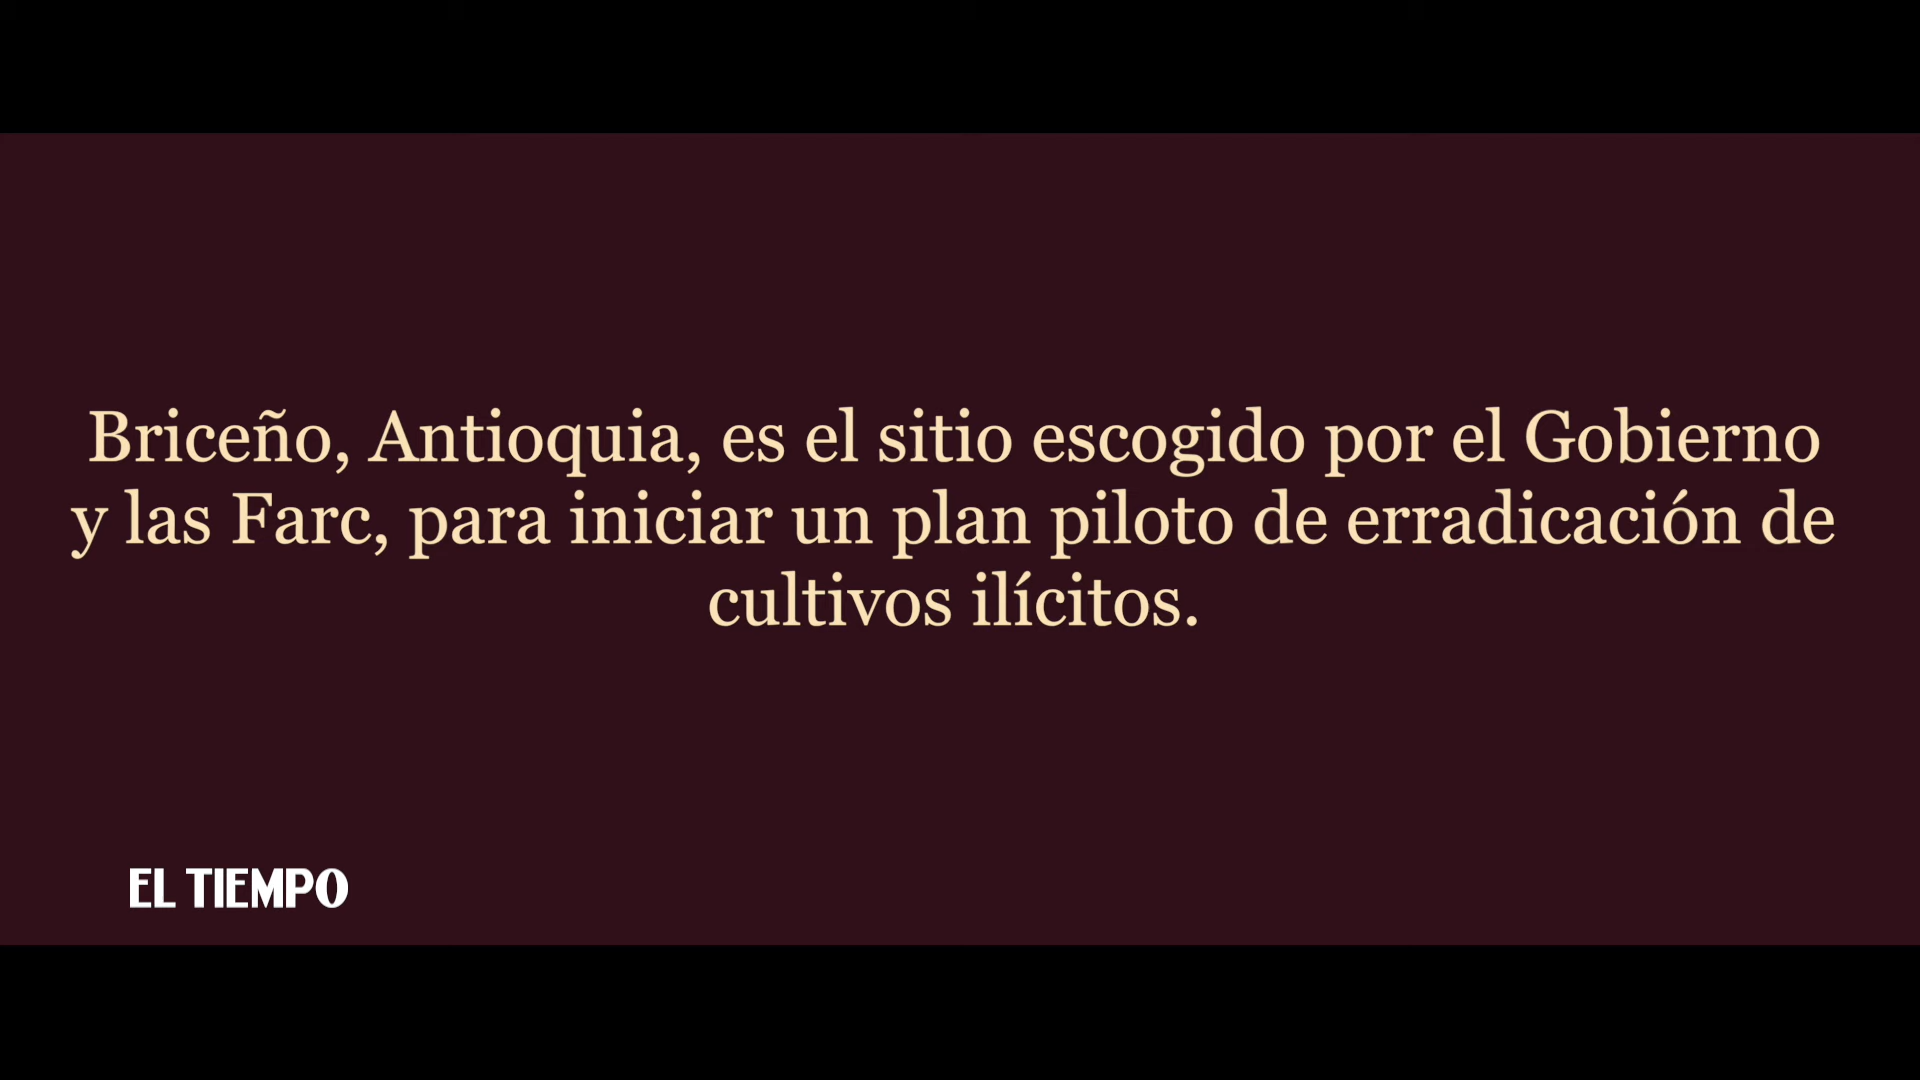 Briceño, Antioquia, es el sitio escogido por el Gobierno
y las Farc, para iniciar un plan piloto de erradicación de
cultivos ilícitos.
EL TIEMPO